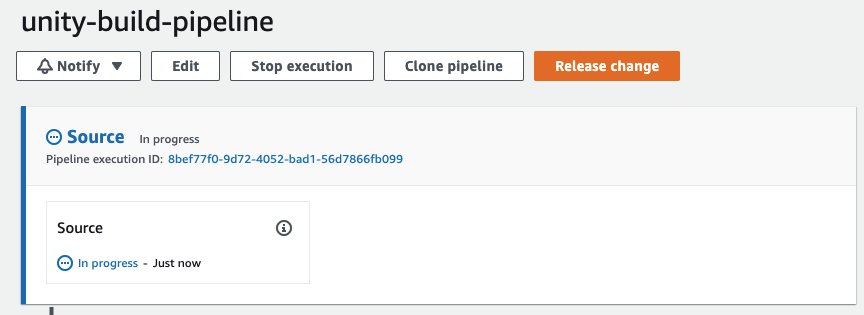 unity-build-pipeline
Notify Edit Stop execution Clone pipeline Release change
Source In progress
Pipeline execution ID: 8bef77f0-9d72-4052-bad1-56d7866fb099
Source
In progress - Just now